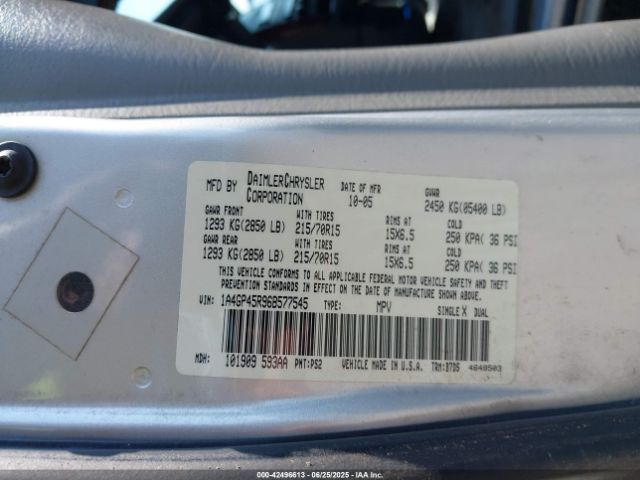 MFD BY DAIMLERCHRYSLER CORPORATION DATE OF MFR 10-05 GVWR 2450 KG(05400 LB)
GAWR FRONT WITH TIRES RIMS AT COLD
1293 KG(2850 LB) 215/70R15 15X6.5 250 KPA( 36 PSI
GAWR REAR WITH TIRES RIMS AT COLD
1293 KG(2850 LB) 215/70R15 15X6.5 250 KPA( 36 PSI
THIS VEHICLE CONFORMS TO ALL APPLICABLE FEDERAL MOTOR VEHICLE SAFETY AND THEFT
PREVENTION STANDARDS IN EFFECT ON THE DATE OF MANUFACTURE SHOWN ABOVE.
VIN: 1A4GP45R96B577545 TYPE: MPV SINGLE X DUAL
MDH: 101909 593AA PNT: PS2 VEHICLE MADE IN U.S.A. TRM: B7D5 4648503
000-42496613 - 06/25/2025 - IAAI.COM